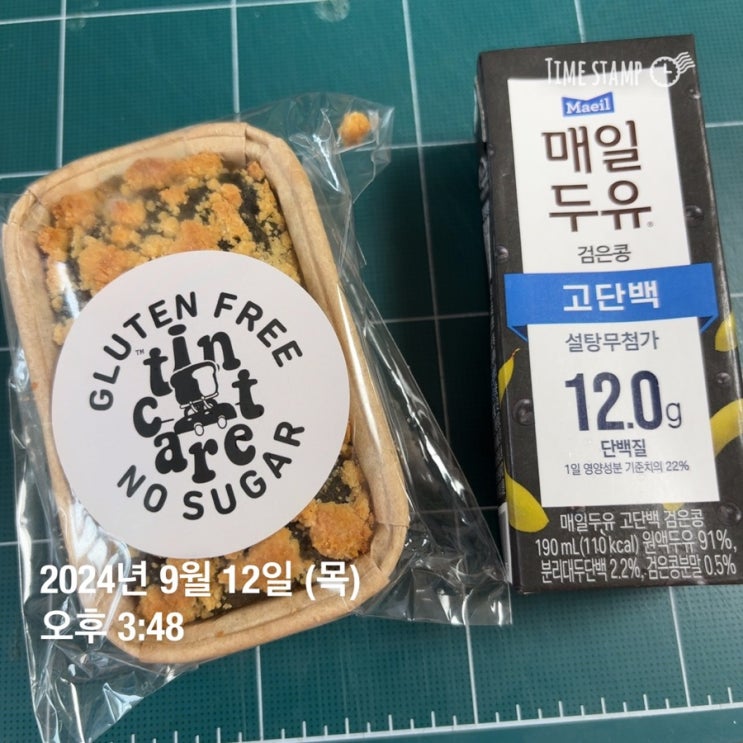 TIME STAMP
Maeil
매일
두유
검은콩
고단백
설탕무첨가
12.0g
단백질
1일 영양성분 기준치의 22%
매일두유 고단백 검은콩
190 mL(110 kcal) 원액두유 91%,
분리대두단백 2.2%, 검은콩분말 0.5%
GLUTEN FREE
tin
care
NO SUGAR
2024년 9월 12일 (목)
오후 3:48